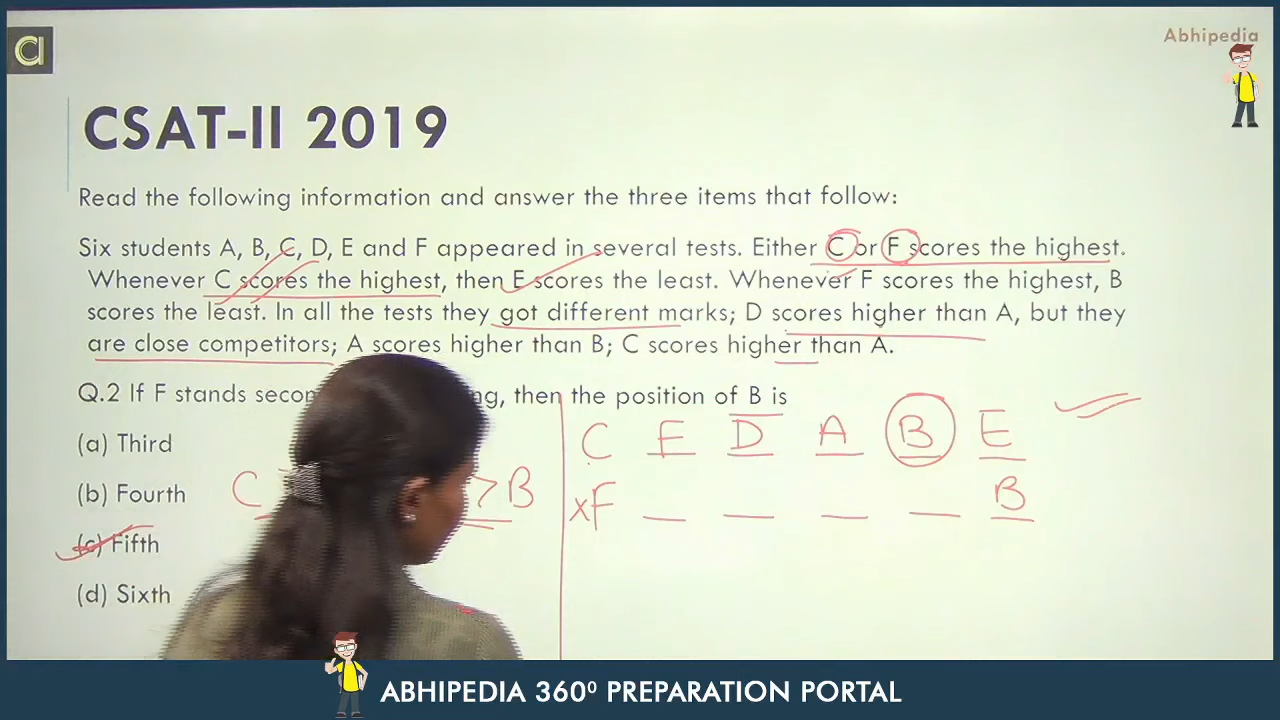 Abhipedia
CSAT-II 2019
Read the following information and answer the three items that follow:
Six students A, B, C, D, E and F appeared in several tests. Either C or F scores the highest.
Whenever C scores the highest, then E scores the least. Whenever F scores the highest, B
scores the least. In all the tests they got different marks; D scores higher than A, but they
are close competitors; A scores higher than B; C scores higher than A.
Q.2 If F stands then the position of B is
(a) Third
(b) Fourth
(c) Fifth
(d) Sixth
C > B
C F D A B E
xF B
ABHIPEDIA 360⁰ PREPARATION PORTAL